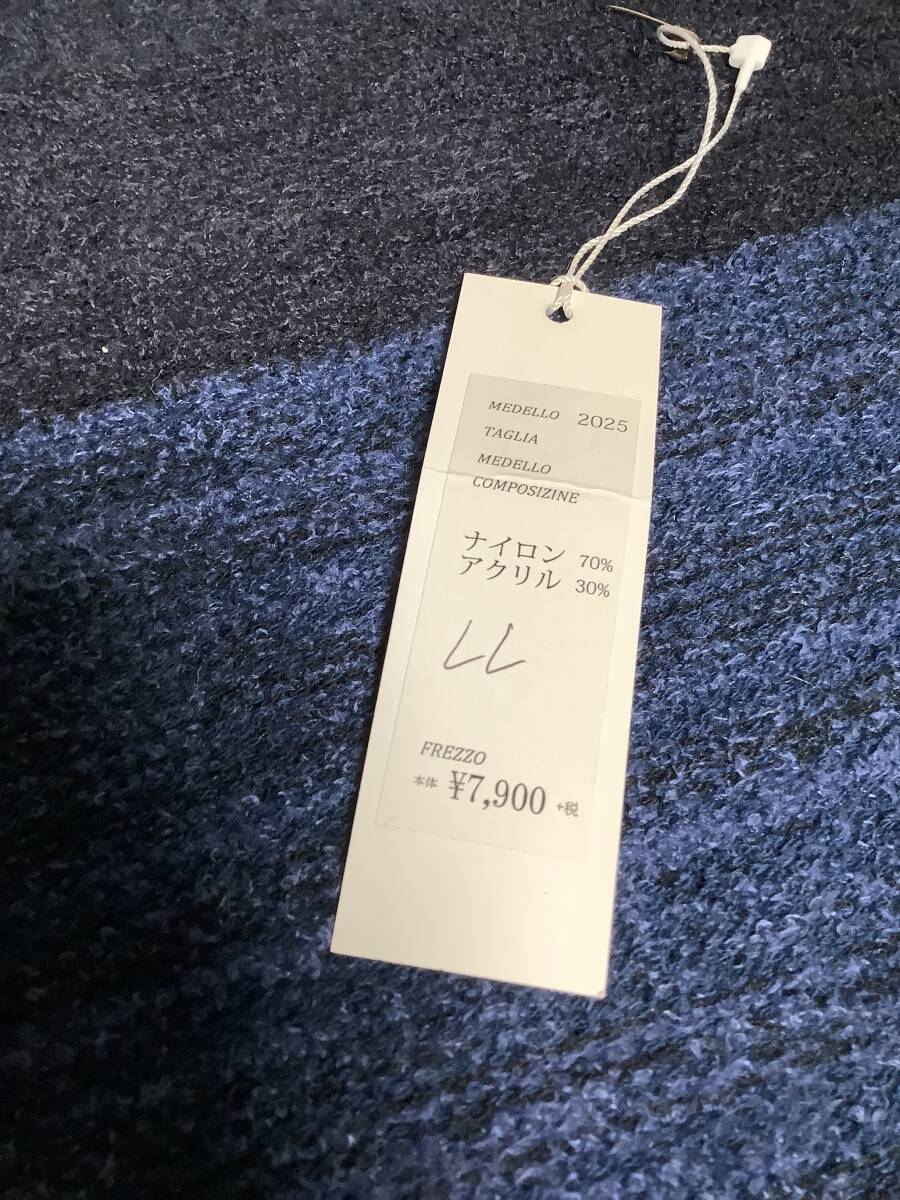 MEDELLO 2025
TAGLIA
MEDELLO
COMPOSIZINE
ナイロン 70%
アクリル 30%
LL
FREZZO
本体 ¥7,900 +税